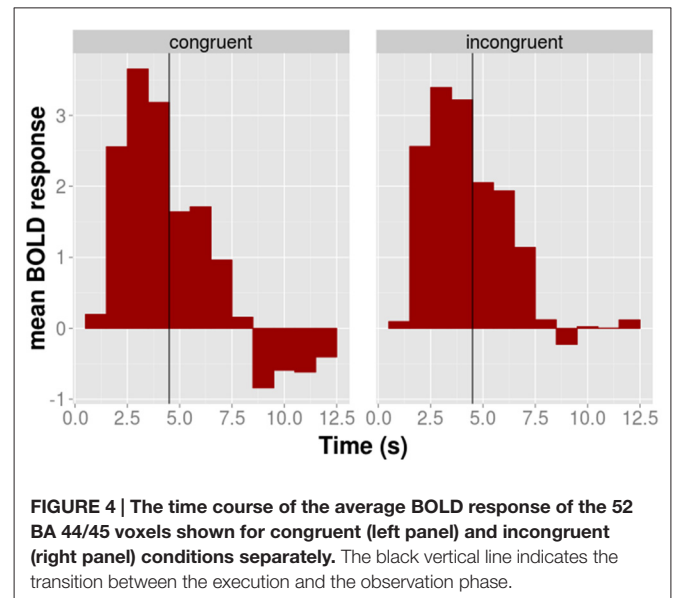 congruent
incongruent
mean BOLD response
3
2
1
0
-1
0.0 2.5 5.0 7.5 10.0 12.5
0.0 2.5 5.0 7.5 10.0 12.5
Time (s)
FIGURE 4 | The time course of the average BOLD response of the 52
BA 44/45 voxels shown for congruent (left panel) and incongruent
(right panel) conditions separately. The black vertical line indicates the
transition between the execution and the observation phase.